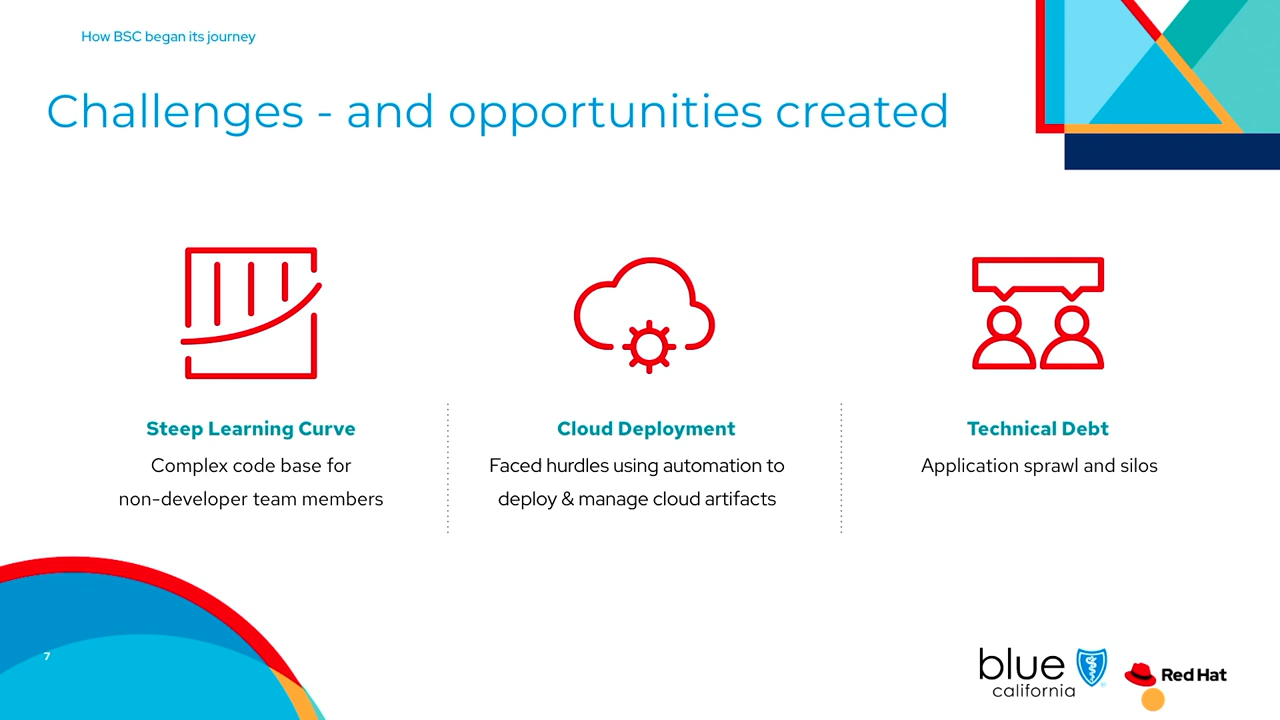 How BSC began its journey
Challenges - and opportunities created
Steep Learning Curve
Complex code base for
non-developer team members
Cloud Deployment
Faced hurdles using automation to
deploy & manage cloud artifacts
Technical Debt
Application sprawl and silos
7
blue
california
Red Hat